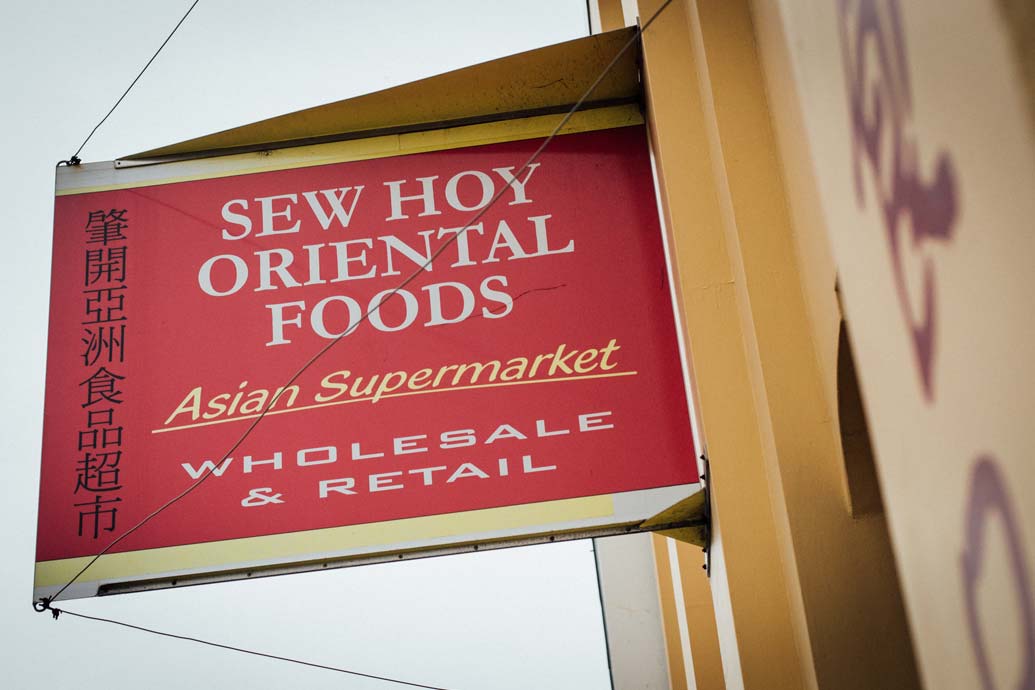 肇開亞洲食品超市
SEW HOY
ORIENTAL
FOODS
Asian Supermarket
WHOLESALE
& RETAIL